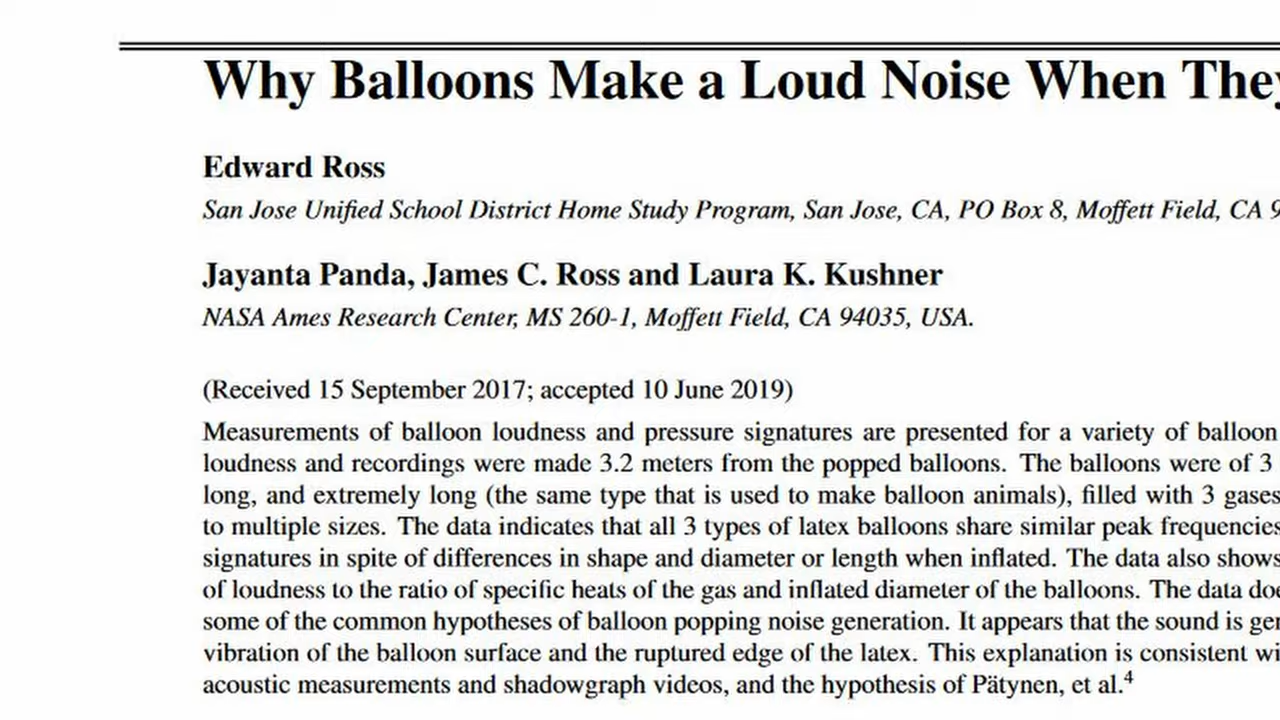 Why Balloons Make a Loud Noise When They
Edward Ross
San Jose Unified School District Home Study Program, San Jose, CA, PO Box 8, Moffett Field, CA 9
Jayanta Panda, James C. Ross and Laura K. Kushner
NASA Ames Research Center, MS 260-1, Moffett Field, CA 94035, USA.
(Received 15 September 2017; accepted 10 June 2019)
Measurements of balloon loudness and pressure signatures are presented for a variety of balloon
loudness and recordings were made 3.2 meters from the popped balloons. The balloons were of 3
long, and extremely long (the same type that is used to make balloon animals), filled with 3 gases
to multiple sizes. The data indicates that all 3 types of latex balloons share similar peak frequencies
signatures in spite of differences in shape and diameter or length when inflated. The data also shows
of loudness to the ratio of specific heats of the gas and inflated diameter of the balloons. The data
some of the common hypotheses of balloon popping noise generation. It appears that the sound is
vibration of the balloon surface and the ruptured edge of the latex. This explanation is consistent
acoustic measurements and shadowgraph videos, and the hypothesis of Pätynen, et al.⁴